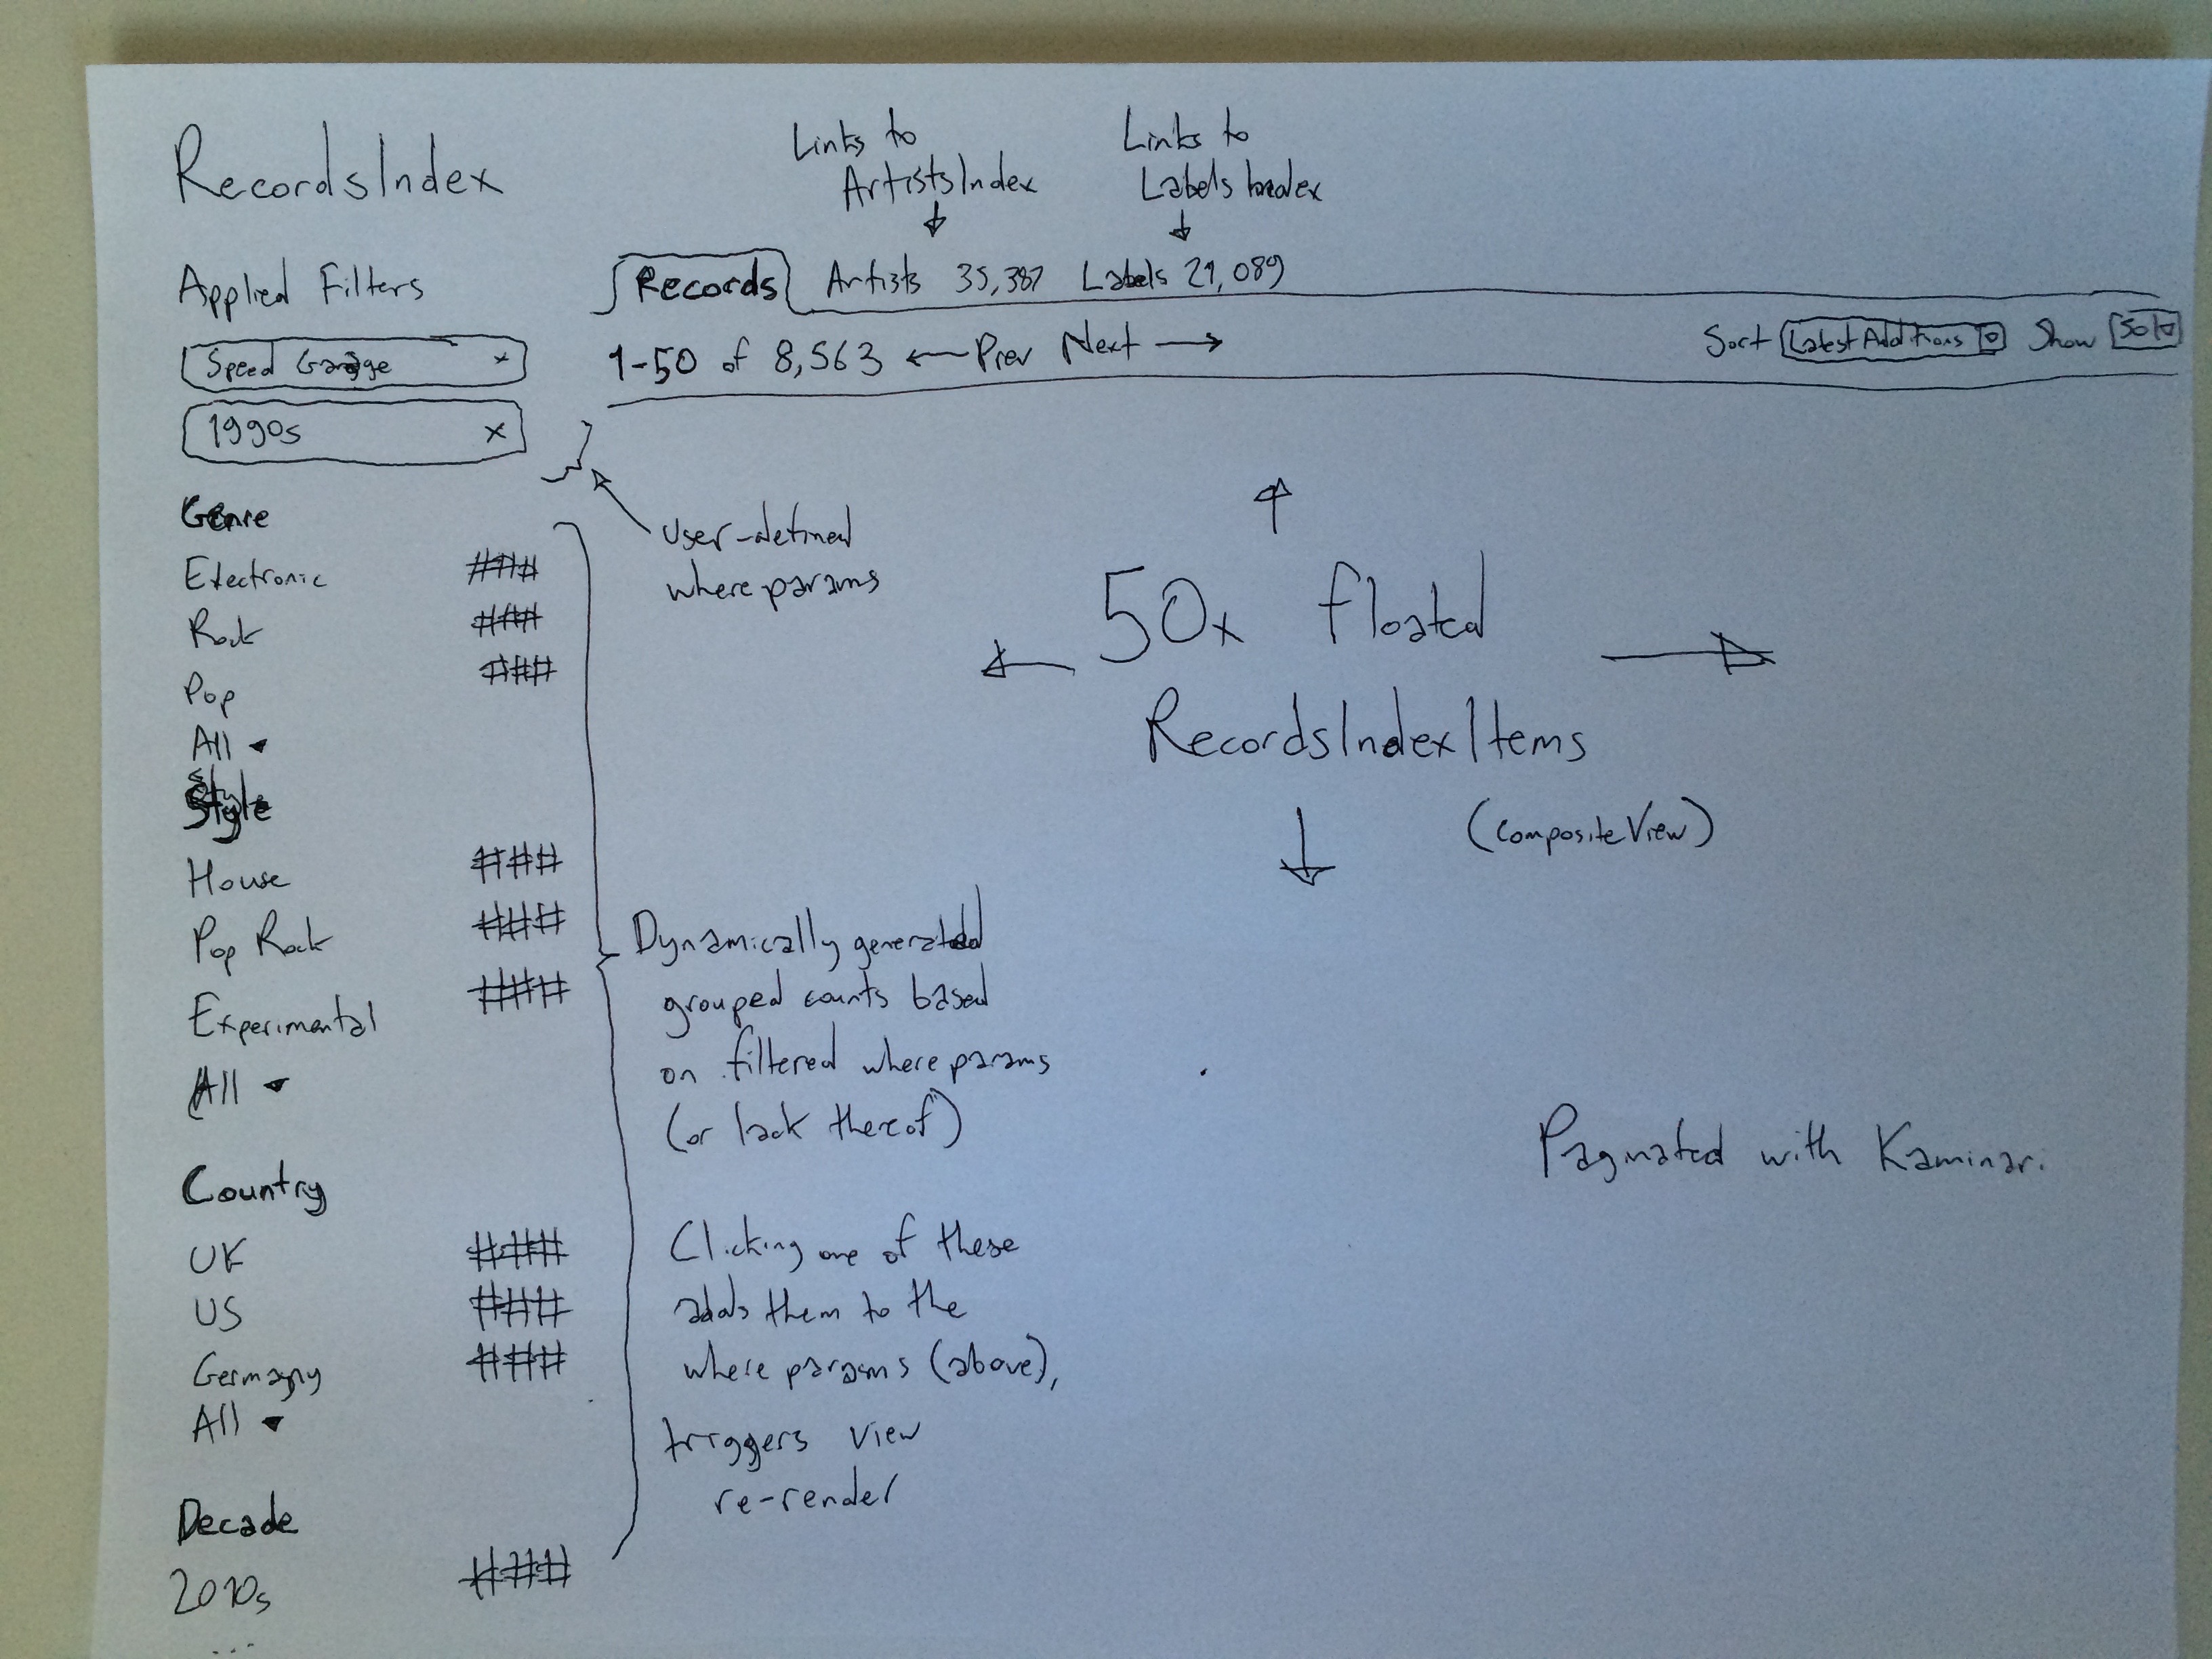 RecordsIndex
Links to
ArtistsIndex
Links to
Labels Index
Applied Filters
Records Artists 35,387 Labels 21,089
Speed Garage x
1-50 of 8,563 ← Prev Next →
Sort Latest Additions Show 50
1990s x
Genre
Electronic ###
Rock ###
Pop ###
All
user-defined
where params
50x floated
RecordsIndexItems
(CompositeView)
Style
House ###
Pop Rock ###
Experimental ####
All
Dynamically generated
grouped counts based
on filtered where params
(or lack thereof)
Paginated with Kaminari
Country
UK ###
US ###
Germany ###
All
Clicking one of these
adds them to the
where params (above),
triggers view
re-render
Decade
2010s ###
...